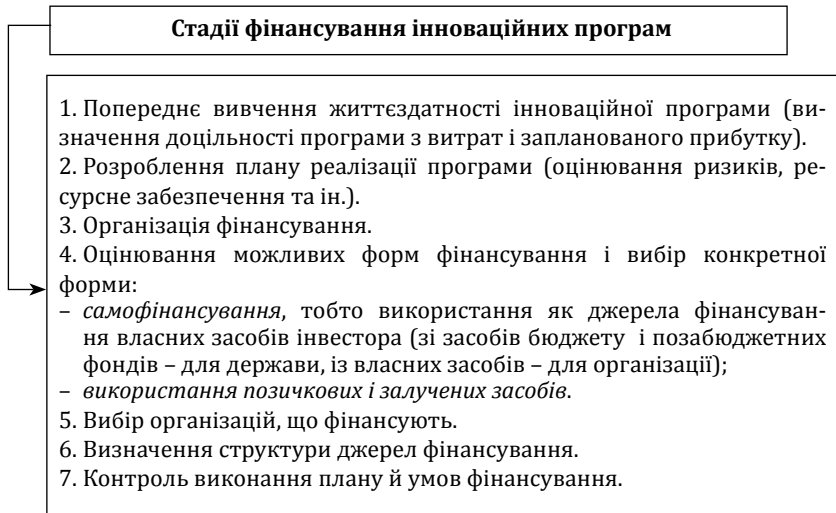 Стадії фінансування інноваційних програм
1. Попереднє вивчення життєздатності інноваційної програми (ви-
значення доцільності програми з витрат і запланованого прибутку).
2. Розроблення плану реалізації програми (оцінювання ризиків, ре-
сурсне забезпечення та ін.).
3. Організація фінансування.
4. Оцінювання можливих форм фінансування і вибір конкретної
форми:
– самофінансування, тобто використання як джерела фінансуван-
ня власних засобів інвестора (зі засобів бюджету і позабюджетних
фондів – для держави, із власних засобів – для організації);
– використання позичкових і залучених засобів.
5. Вибір організацій, що фінансують.
6. Визначення структури джерел фінансування.
7. Контроль виконання плану й умов фінансування.